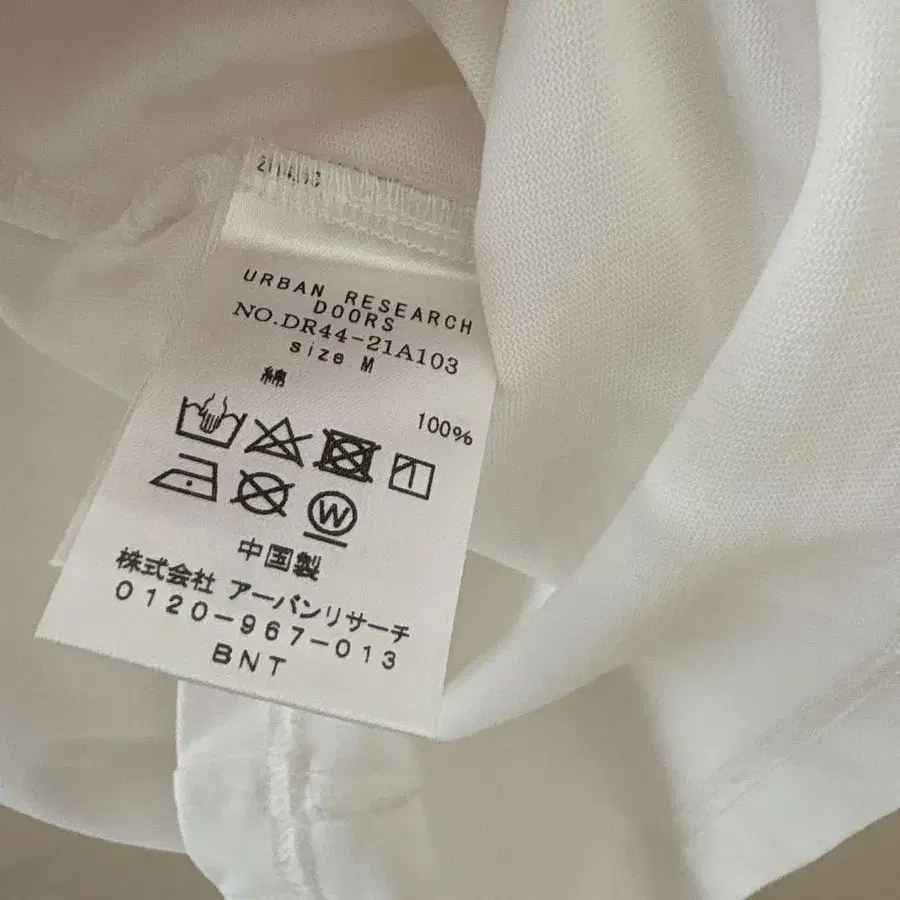 URBAN RESEARCH
DOORS
NO.DR44-21A103
size M
綿 100%
W
中国製
株式会社 アーバンリサーチ
0120-967-013
BNT